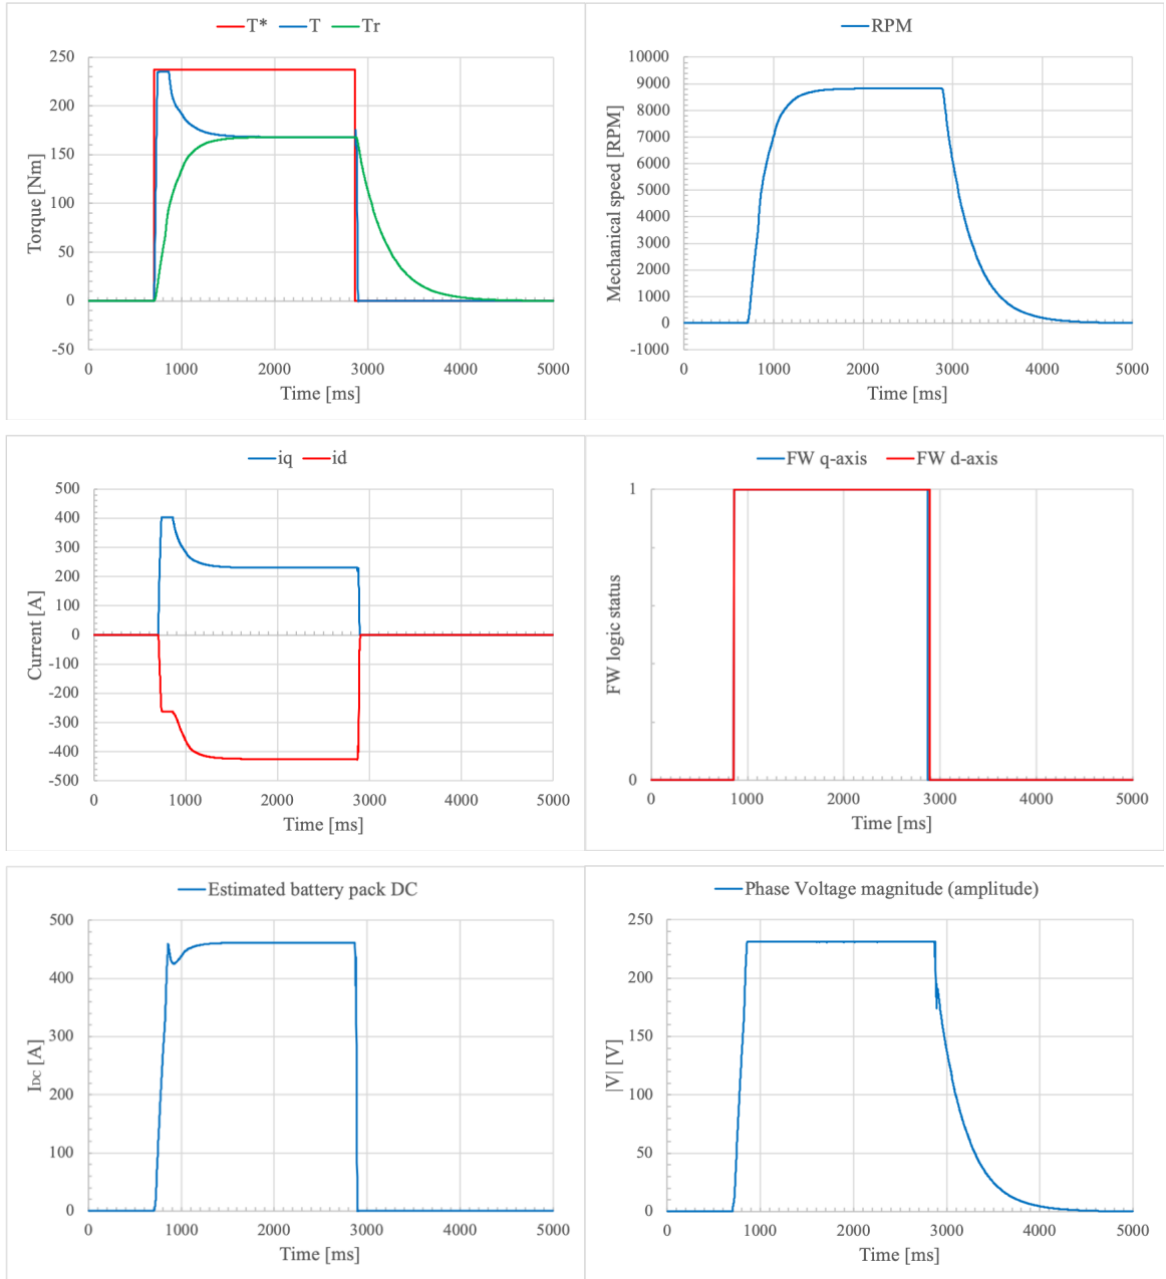 T* T Tr
250
200
150
100
50
0
-50
Torque [Nm]
0 1000 2000 3000 4000 5000
Time [ms]
RPM
10000
9000
8000
7000
6000
5000
4000
3000
2000
1000
0
-1000
Mechanical speed [RPM]
0 1000 2000 3000 4000 5000
Time [ms]
iq id
500
400
300
200
100
0
-100
-200
-300
-400
-500
Current [A]
0 1000 2000 3000 4000 5000
Time [ms]
FW q-axis FW d-axis
1
0
FW logic status
0 1000 2000 3000 4000 5000
Time [ms]
Estimated battery pack DC
500
400
300
200
100
0
IDC [A]
0 1000 2000 3000 4000 5000
Time [ms]
Phase Voltage magnitude (amplitude)
250
200
150
100
50
0
|V| [V]
0 1000 2000 3000 4000 5000
Time [ms]